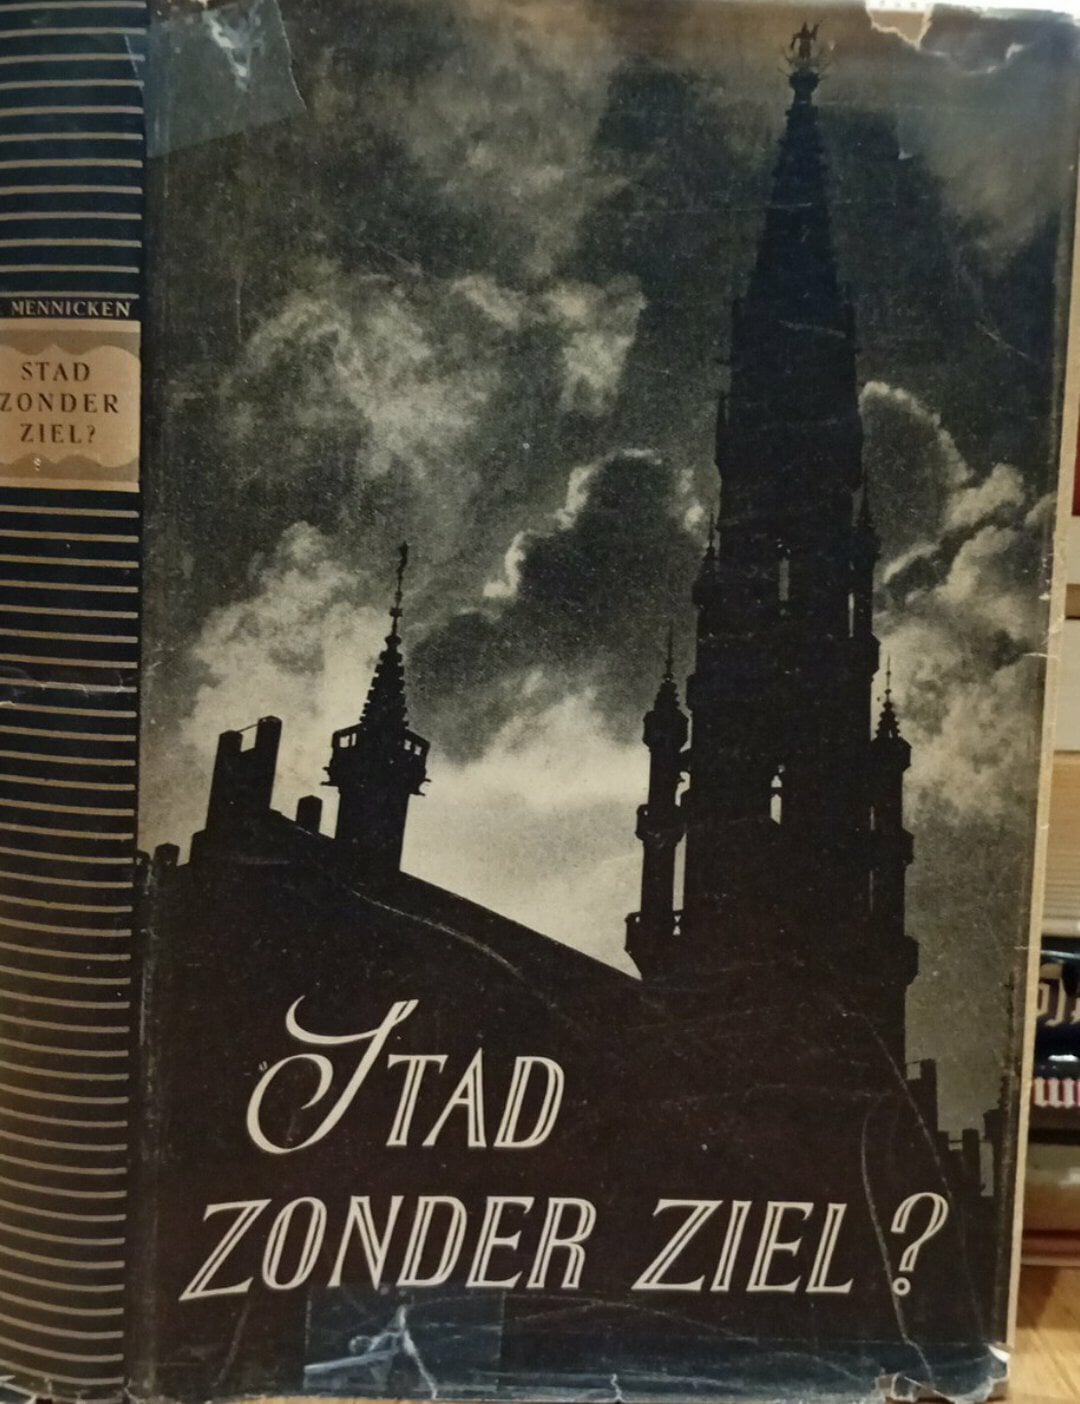 MENNICKEN
STAD
ZONDER
ZIEL?
STAD
ZONDER ZIEL?